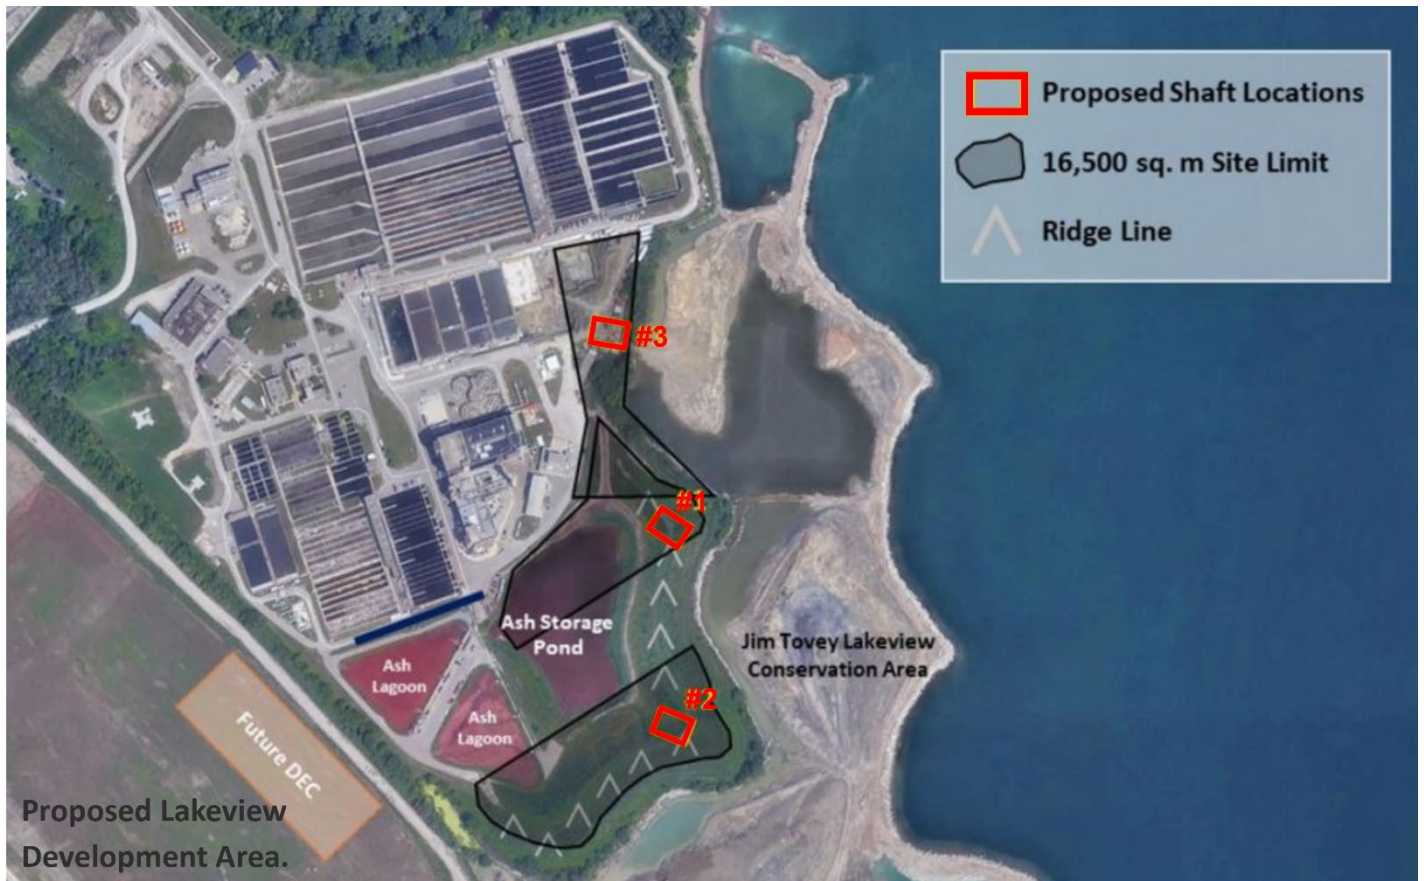 Proposed Shaft Locations
16,500 sq. m Site Limit
Ridge Line
#3
#1
Ash Storage
Pond
Jim Tovey Lakeview
Conservation Area
Ash
Lagoon
#2
Ash
Lagoon
Future DEC
Proposed Lakeview
Development Area.